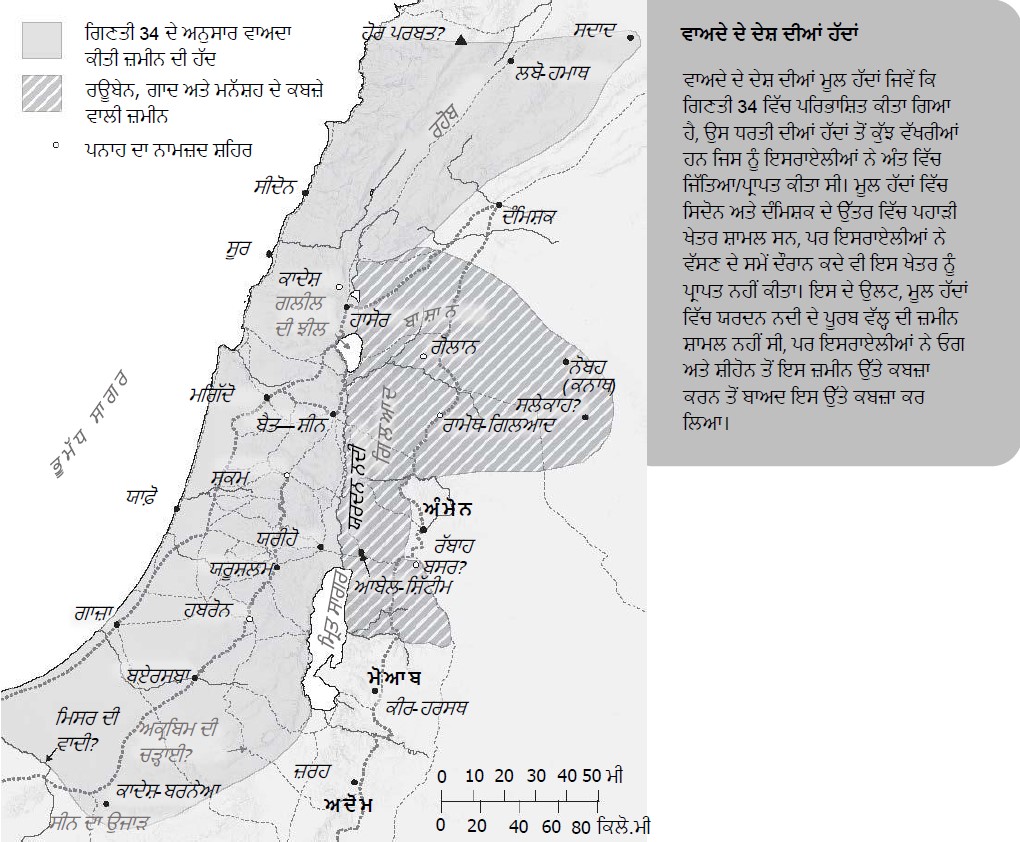 ਗਿਣਤੀ 34 ਦੇ ਅਨੁਸਾਰ ਵਾਅਦਾ
ਕੀਤੀ ਜ਼ਮੀਨ ਦੀ ਹੱਦ
ਰਊਬੇਨ, ਗਾਦ ਅਤੇ ਮਨੱਸ਼ਹ ਦੇ ਕਬਜ਼ੇ
ਵਾਲੀ ਜ਼ਮੀਨ
ਪਨਾਹ ਦਾ ਨਾਮਜ਼ਦ ਸ਼ਹਿਰ
ਹੋਰ ਪਰਬਤ?
ਸਦਾਦ
ਲਬੋ-ਹਮਾਥ
ਰਹੋਬ
ਸੀਦੋਨ
ਦੰਮਿਸ਼ਕ
ਸੂਰ
ਕਾਦੇਸ਼
ਗਲੀਲ
ਦੀ ਝੀਲ
ਹਾਸੋਰ
ਬਾਸ਼ਾਨ
ਗੋਲਾਨ
ਨੋਬਹ
(ਕਨਾਥ)
ਸਲੇਕਾਹ?
ਮਗਿੱਦੋ
ਬੈਤ—ਸ਼ੀਨ
ਰਾਮੋਥ-ਗਿਲਆਦ
ਗਿਲਆਦ
ਭੂਮੱਧ ਸਾਗਰ
ਸ਼ਕਮ
ਯਰਦਨ ਨਦੀ
ਯਾਫ਼ੋ
ਅੰਮੋਨ
ਯਰੀਹੋ
ਰੱਬਾਹ
ਯਰੂਸ਼ਲਮ
ਬਸਰ?
ਆਬੇਲ-ਸ਼ਿੱਟੀਮ
ਗਾਜ਼ਾ
ਹਬਰੋਨ
ਮ੍ਰਿਤ ਸਾਗਰ
ਬਏਰਸਬਾ
ਮੋਆਬ
ਕੀਰ-ਹਰਸਥ
ਮਿਸਰ ਦੀ
ਵਾਦੀ?
ਅਕ੍ਰਬਿਮ ਦੀ
ਚੜ੍ਹਾਈ?
ਜ਼ਰਹ
ਕਾਦੇਸ਼-ਬਰਨੇਆ
ਅਦੋਮ
ਸੀਨ ਦਾ ਉਜਾੜ
0 10 20 30 40 50 ਮੀ
0 20 40 60 80 ਕਿਲੋ.ਮੀ
ਵਾਅਦੇ ਦੇ ਦੇਸ਼ ਦੀਆਂ ਹੱਦਾਂ
ਵਾਅਦੇ ਦੇ ਦੇਸ਼ ਦੀਆਂ ਮੂਲ ਹੱਦਾਂ ਜਿਵੇਂ ਕਿ
ਗਿਣਤੀ 34 ਵਿੱਚ ਪਰਿਭਾਸ਼ਿਤ ਕੀਤਾ ਗਿਆ
ਹੈ, ਉਸ ਧਰਤੀ ਦੀਆਂ ਹੱਦਾਂ ਤੋਂ ਕੁੱਝ ਵੱਖਰੀਆਂ
ਹਨ ਜਿਸ ਨੂੰ ਇਸਰਾਏਲੀਆਂ ਨੇ ਅੰਤ ਵਿੱਚ
ਜਿੱਤਿਆ/ਪ੍ਰਾਪਤ ਕੀਤਾ ਸੀ। ਮੂਲ ਹੱਦਾਂ ਵਿੱਚ
ਸਿਦੋਨ ਅਤੇ ਦੰਮਿਸ਼ਕ ਦੇ ਉੱਤਰ ਵਿੱਚ ਪਹਾੜੀ
ਖੇਤਰ ਸ਼ਾਮਲ ਸਨ, ਪਰ ਇਸਰਾਏਲੀਆਂ ਨੇ
ਵੱਸਣ ਦੇ ਸਮੇਂ ਦੌਰਾਨ ਕਦੇ ਵੀ ਇਸ ਖੇਤਰ ਨੂੰ
ਪ੍ਰਾਪਤ ਨਹੀਂ ਕੀਤਾ। ਇਸ ਦੇ ਉਲਟ, ਮੂਲ ਹੱਦਾਂ
ਵਿੱਚ ਯਰਦਨ ਨਦੀ ਦੇ ਪੂਰਬ ਵੱਲ੍ਹ ਦੀ ਜ਼ਮੀਨ
ਸ਼ਾਮਲ ਨਹੀਂ ਸੀ, ਪਰ ਇਸਰਾਏਲੀਆਂ ਨੇ ਓਗ
ਅਤੇ ਸ਼ੀਹੋਨ ਤੋਂ ਇਸ ਜ਼ਮੀਨ ਉੱਤੇ ਕਬਜ਼ਾ
ਕਰਨ ਤੋਂ ਬਾਅਦ ਇਸ ਉੱਤੇ ਕਬਜ਼ਾ ਕਰ
ਲਿਆ।